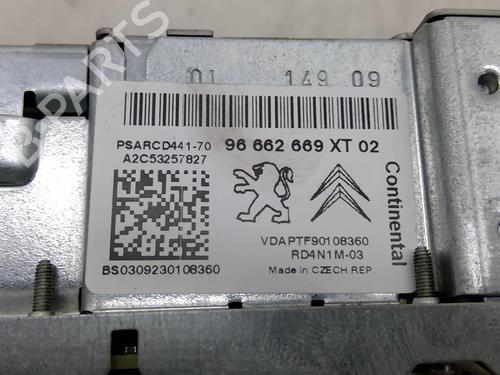 01 149 09
PSARCD441-70 96 662 669 XT 02
A2C53257827
Continental
VDAPTF90108360
RD4N1M-03
BS0309230108360 Made in CZECH REP.
B-PARTS